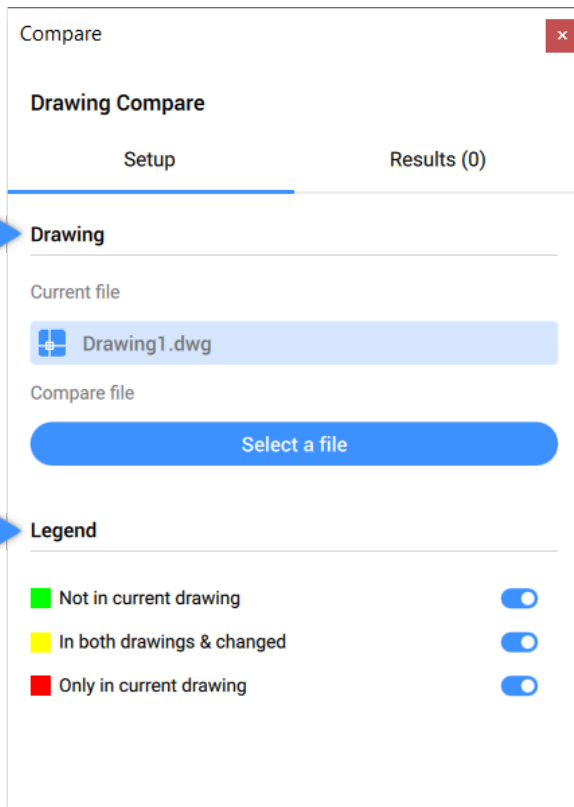 Compare
x
Drawing Compare
Setup Results (0)
Drawing
Current file
Drawing1.dwg
Compare file
Select a file
Legend
Not in current drawing
In both drawings & changed
Only in current drawing